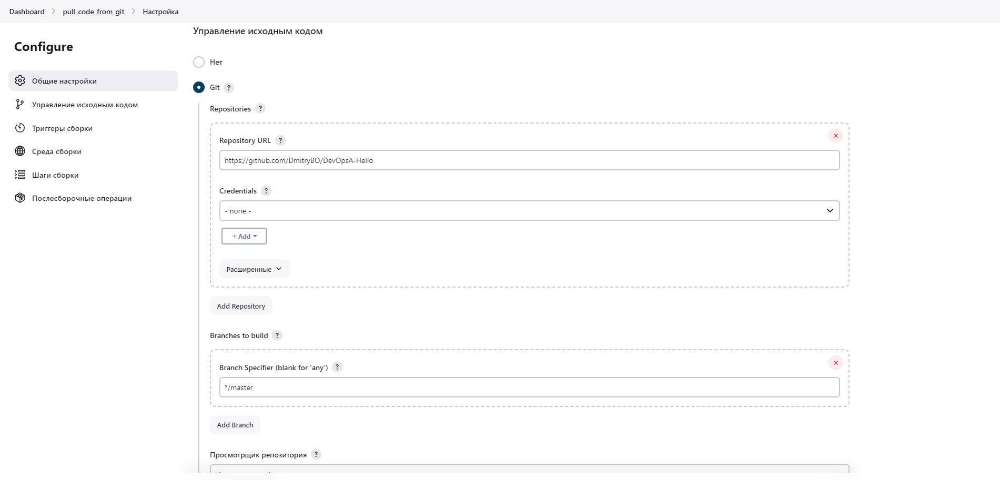 Dashboard > pull_code_from_git > Настройка
Configure
Общие настройки
Управление исходным кодом
Триггеры сборки
Среда сборки
Шаги сборки
Послесборочные операции
Управление исходным кодом
Нет
Git ?
Repositories ?
Repository URL ?
https://github.com/DmitryBO/DevOpsA-Hello
Credentials ?
- none -
+ Add
Расширенные
Add Repository
Branches to build ?
Branch Specifier (blank for 'any') ?
*/master
Add Branch
Просмотрщик репозитория ?